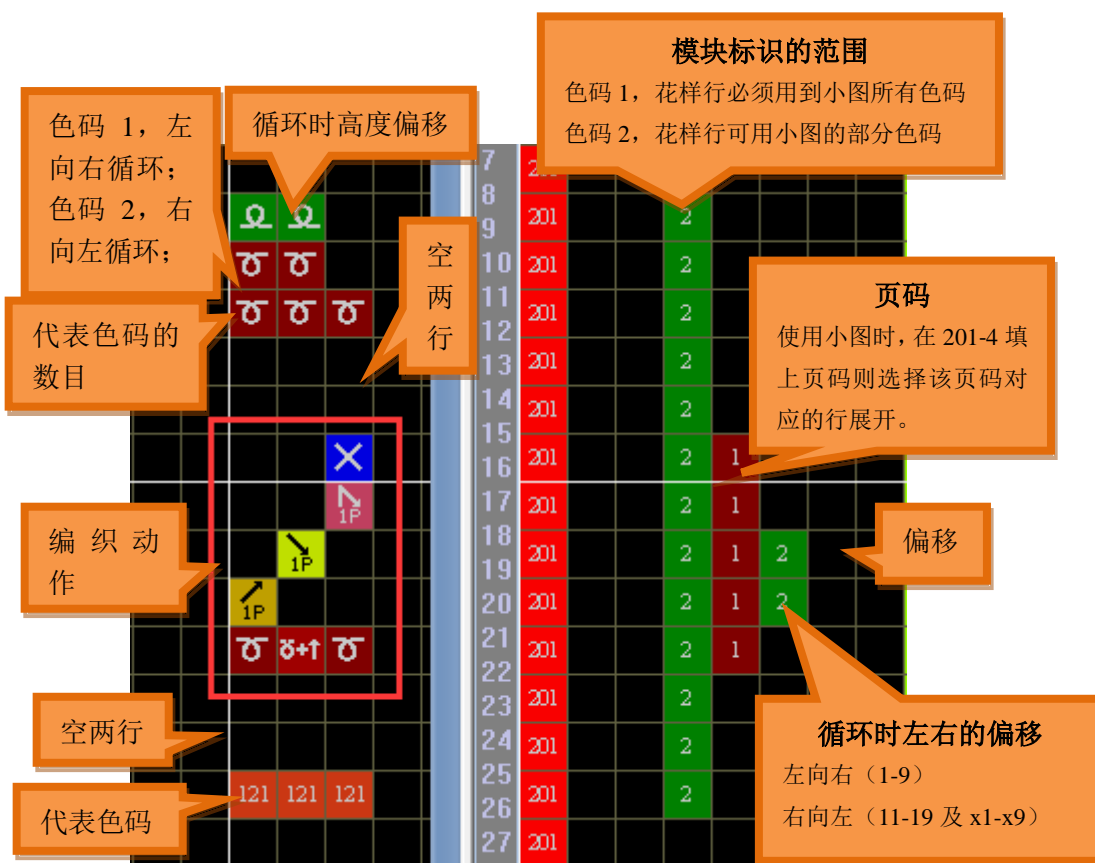 模块标识的范围
色码 1，花样行必须用到小图所有色码
色码 2，花样行可用小图的部分色码
色码 1，左
向右循环；
色码 2，右
向左循环；
循环时高度偏移
空
两
行
代表色码的
数目
页码
使用小图时，在 201-4 填
上页码则选择该页码对
应的行展开。
编织动
作
偏移
空两行
代表色码
循环时左右的偏移
左向右（1-9）
右向左（11-19 及 x1-x9）
1P
1P
1P
121 121 121
7
8
9
10
11
12
13
14
15
16
17
18
19
20
21
22
23
24
25
26
27
201 2
201 2
201 2
201 2
201 2
201 2 1
201 2 1
201 2 1 2
201 2 1 2
201 2 1
201 2
201 2
201 2
201